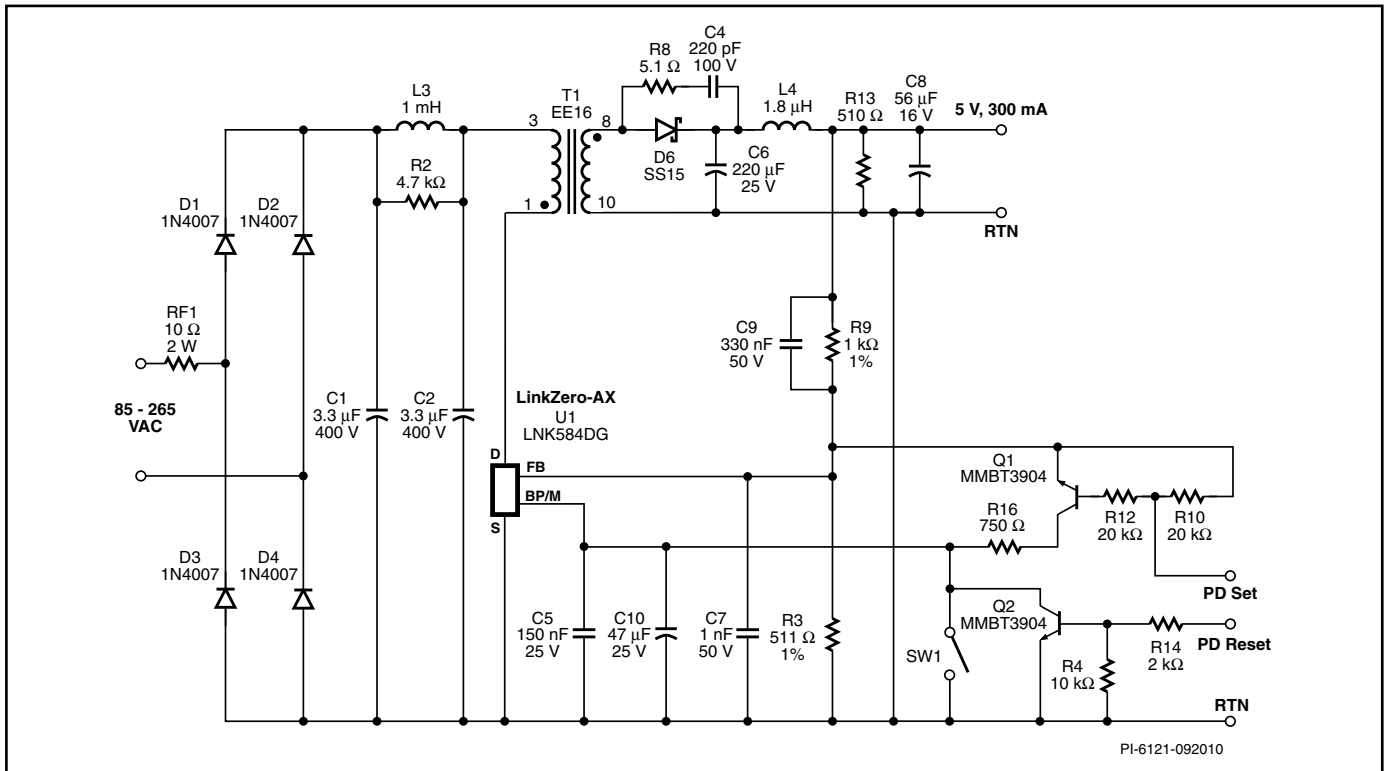 C4
220 pF
100 V
R8
5.1 Ω
L3
1 mH
T1
EE16
3
8
L4
1.8 µH
R13
510 Ω
C8
56 µF
16 V
5 V, 300 mA
D6
SS15
C6
220 µF
25 V
R2
4.7 kΩ
1
10
RTN
D1
1N4007
D2
1N4007
RF1
10 Ω
2 W
C9
330 nF
50 V
R9
1 kΩ
1%
85 - 265
VAC
C1
3.3 µF
400 V
C2
3.3 µF
400 V
LinkZero-AX
U1
LNK584DG
D
FB
BP/M
S
Q1
MMBT3904
R16
750 Ω
R12
20 kΩ
R10
20 kΩ
PD Set
D3
1N4007
D4
1N4007
C5
150 nF
25 V
C10
47 µF
25 V
C7
1 nF
50 V
R3
511 Ω
1%
SW1
Q2
MMBT3904
R4
10 kΩ
R14
2 kΩ
PD Reset
RTN
PI-6121-092010